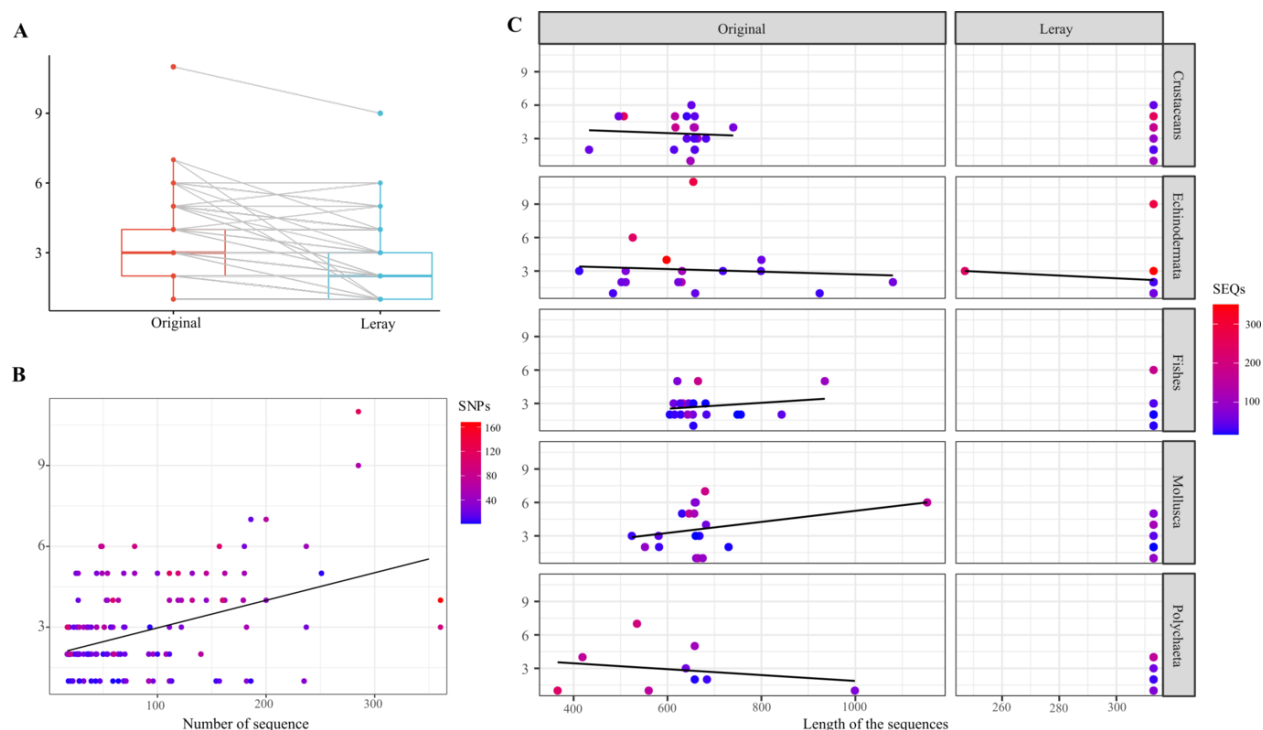 A
9
6
3
Original
Leray
B
SNPs
160
120
80
40
9
6
3
100
200
300
Number of sequence
C
Original
Leray
9
6
3
Crustaceans
9
6
3
Echinodermata
9
6
3
Fishes
9
6
3
Mollusca
9
6
3
Polychaeta
400
600
800
1000
240
260
280
300
Length of the sequences
SEQs
300
200
100